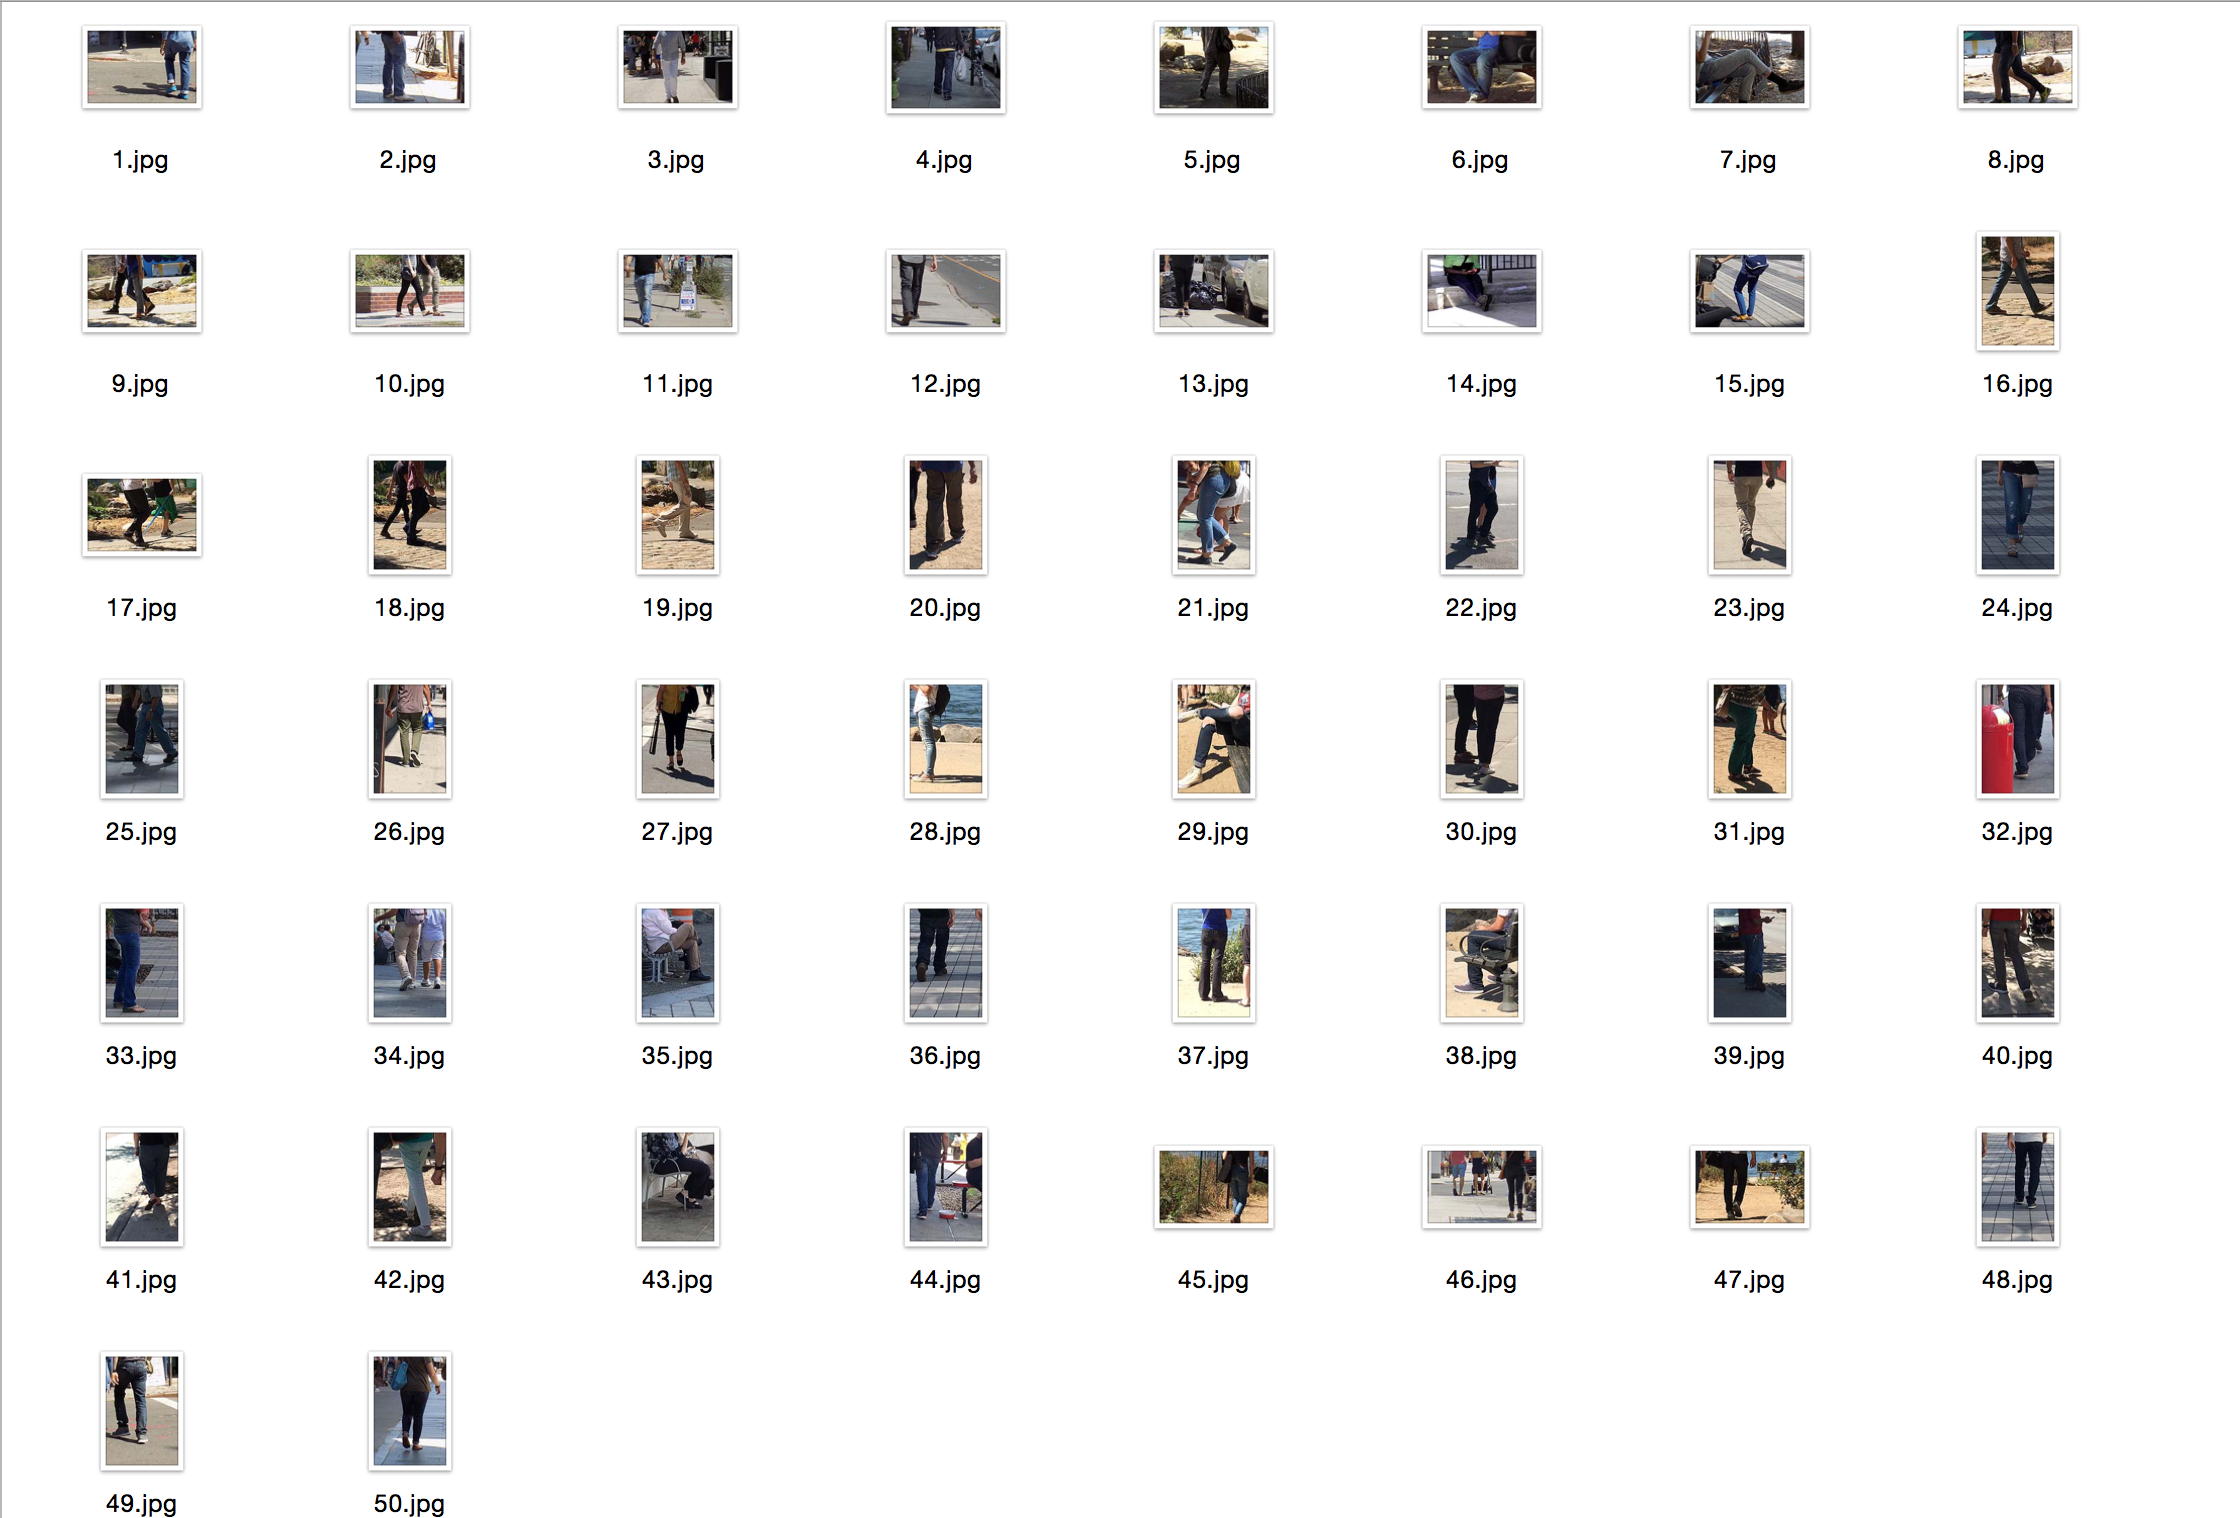 1.jpg 2.jpg 3.jpg 4.jpg 5.jpg 6.jpg 7.jpg 8.jpg
9.jpg 10.jpg 11.jpg 12.jpg 13.jpg 14.jpg 15.jpg 16.jpg
17.jpg 18.jpg 19.jpg 20.jpg 21.jpg 22.jpg 23.jpg 24.jpg
25.jpg 26.jpg 27.jpg 28.jpg 29.jpg 30.jpg 31.jpg 32.jpg
33.jpg 34.jpg 35.jpg 36.jpg 37.jpg 38.jpg 39.jpg 40.jpg
41.jpg 42.jpg 43.jpg 44.jpg 45.jpg 46.jpg 47.jpg 48.jpg
49.jpg 50.jpg